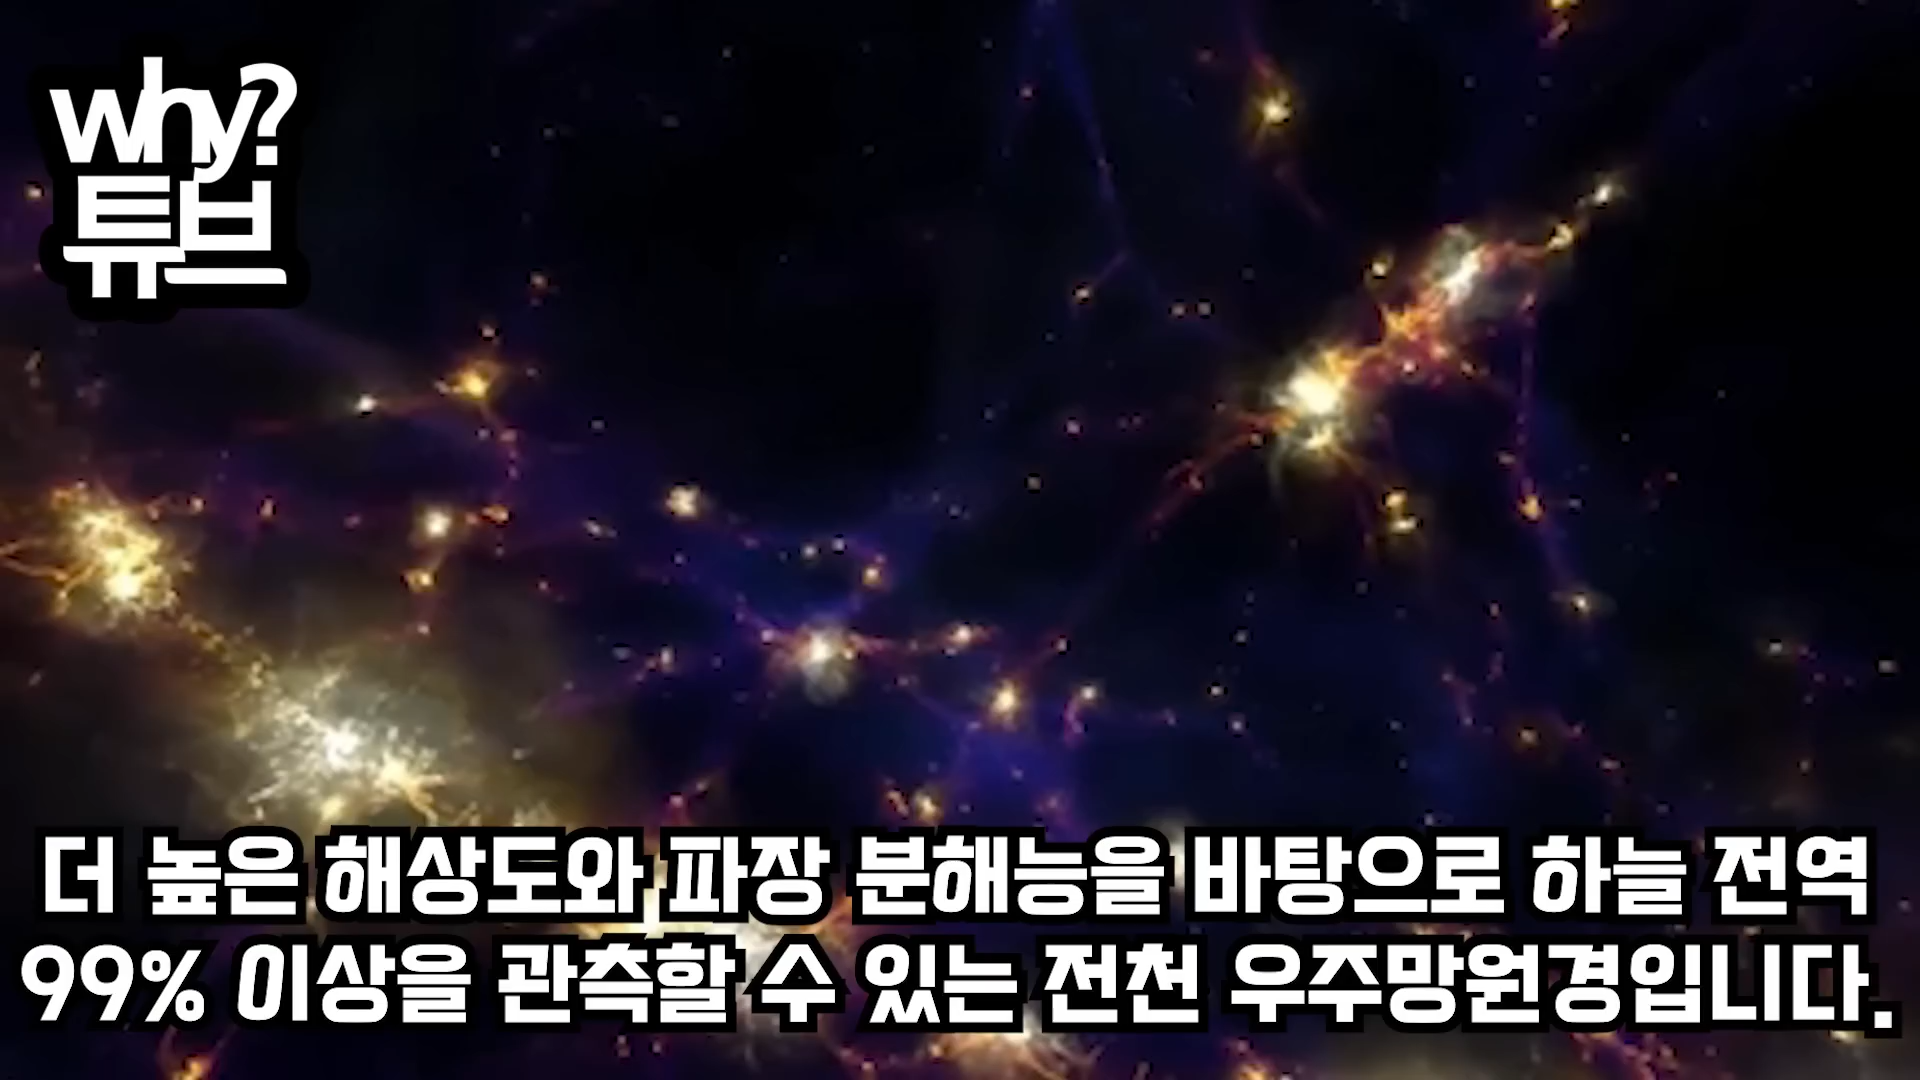 why?
튜브
더 높은 해상도와 파장 분해능을 바탕으로 하늘 전역
99% 이상을 관측할 수 있는 전천 우주망원경입니다.